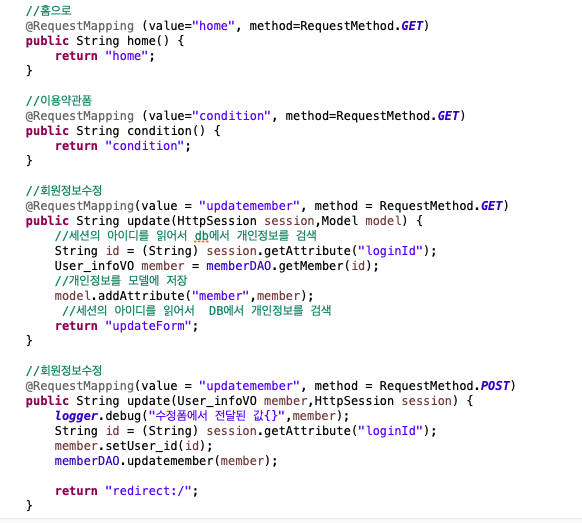 //홈으로
@RequestMapping (value="home", method=RequestMethod.GET)
public String home() {
return "home";
}
//이용약관폼
@RequestMapping (value="condition", method=RequestMethod.GET)
public String condition() {
return "condition";
}
//회원정보수정
@RequestMapping(value = "updatemember", method = RequestMethod.GET)
public String update(HttpSession session,Model model) {
//세션의 아이디를 읽어서 db에서 개인정보를 검색
String id = (String) session.getAttribute("loginId");
User_infoVO member = memberDAO.getMember(id);
//개인정보를 모델에 저장
model.addAttribute("member",member);
//세션의 아이디를 읽어서  DB에서 개인정보를 검색
return "updateForm";
}
//회원정보수정
@RequestMapping(value = "updatemember", method = RequestMethod.POST)
public String update(User_infoVO member,HttpSession session) {
logger.debug("수정폼에서 전달된 값{}",member);
String id = (String) session.getAttribute("loginId");
member.setUser_id(id);
memberDAO.updatemember(member);
return "redirect:/";
}